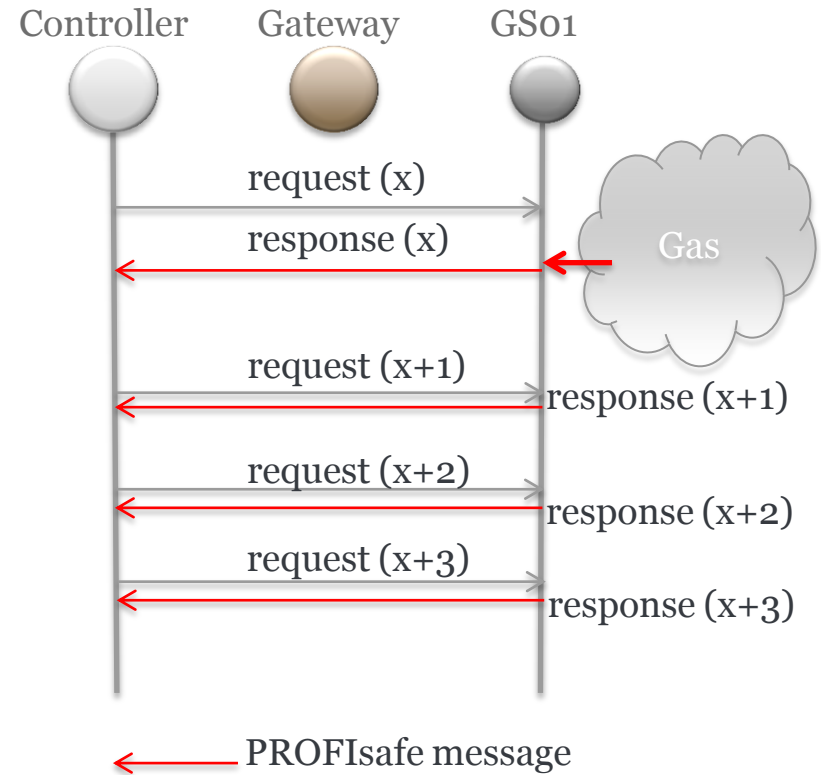 Controller Gateway GS01
request (x)
response (x)
Gas
request (x+1)
response (x+1)
request (x+2)
response (x+2)
request (x+3)
response (x+3)
PROFIsafe message